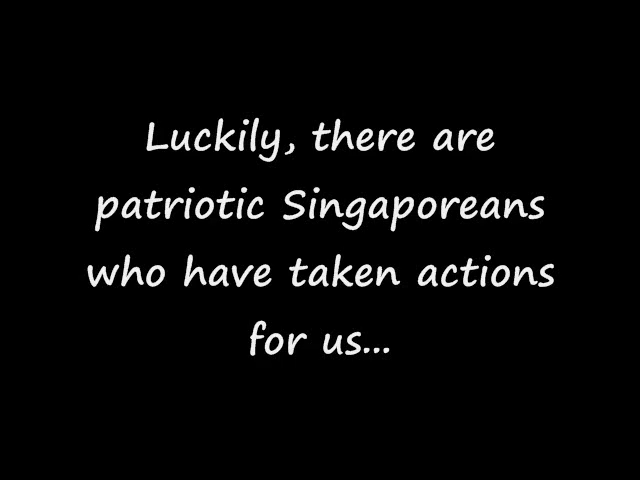 Luckily, there are
patriotic Singaporeans
who have taken actions
for us...